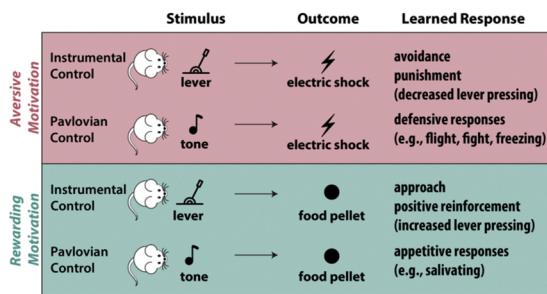 Stimulus Outcome Learned Response
Aversive
Motivation
Instrumental
Control
lever
electric shock
avoidance
punishment
(decreased lever pressing)
Pavlovian
Control
tone
electric shock
defensive responses
(e.g., flight, fight, freezing)
Rewarding
Motivation
Instrumental
Control
lever
food pellet
approach
positive reinforcement
(increased lever pressing)
Pavlovian
Control
tone
food pellet
appetitive responses
(e.g., salivating)